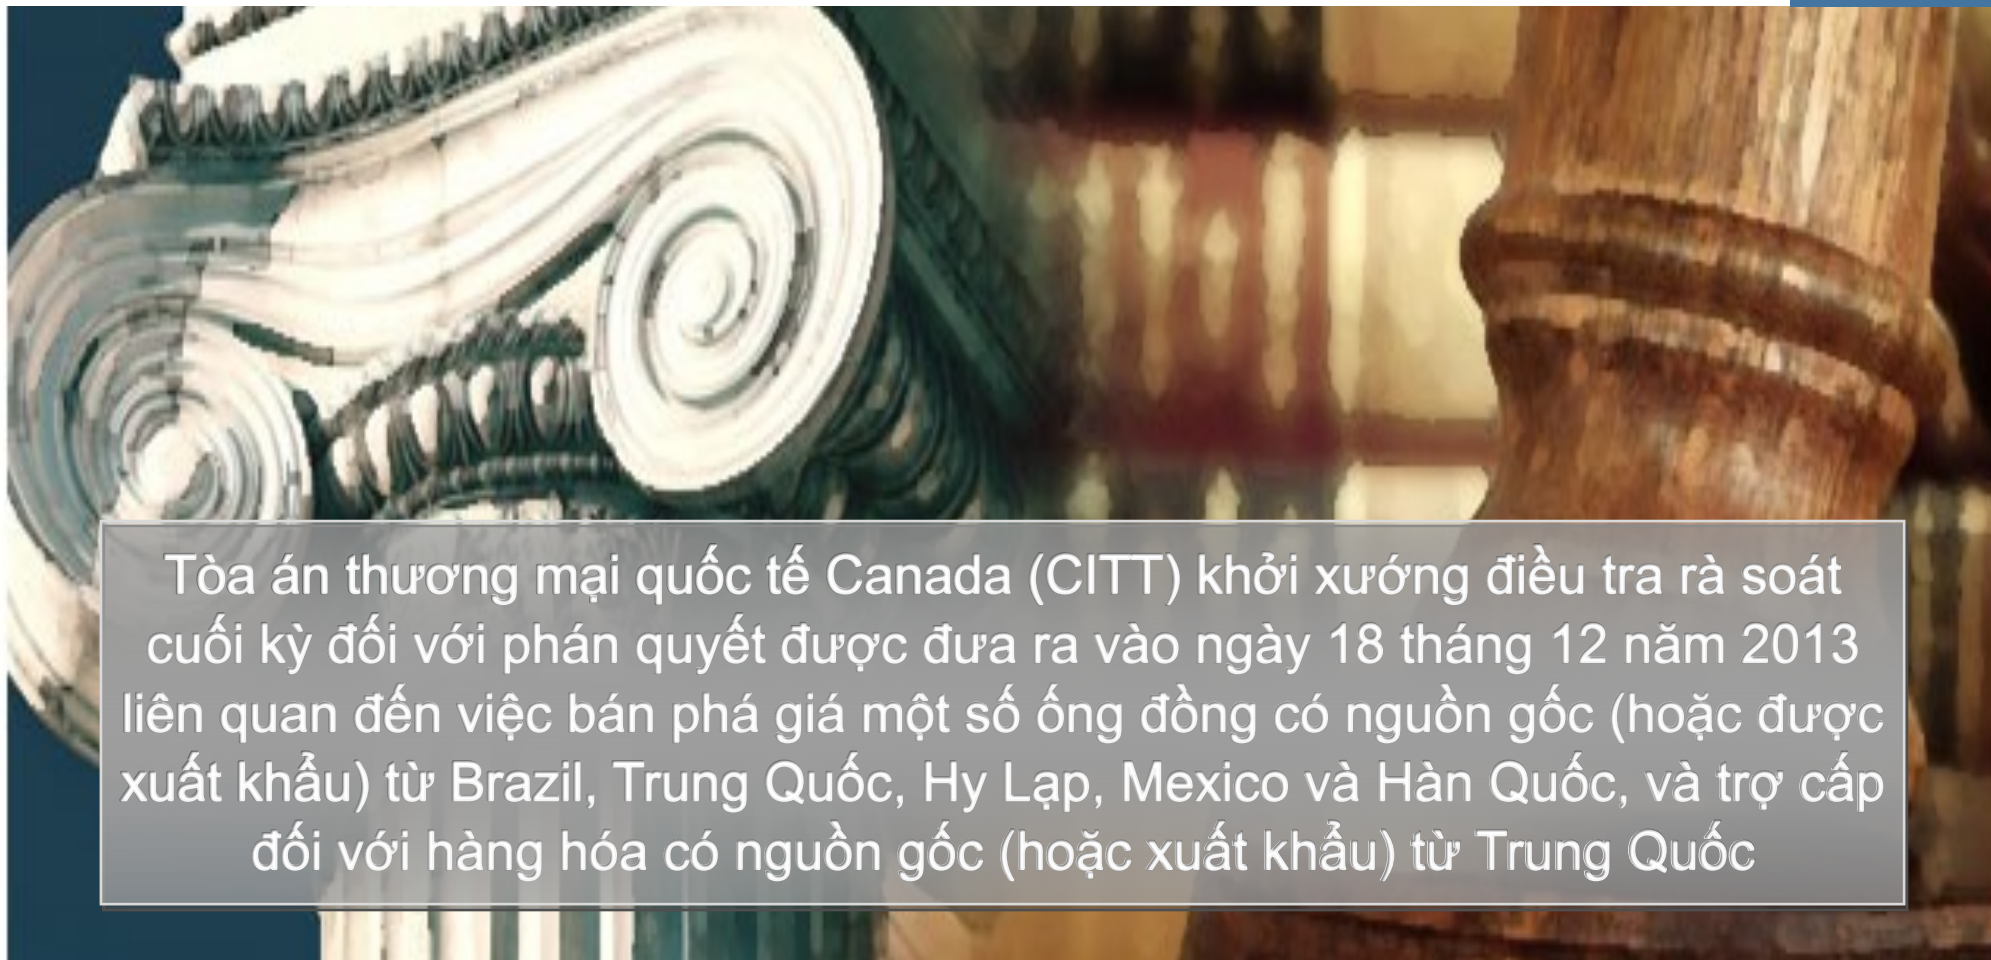 Tòa án thương mại quốc tế Canada (CITT) khởi xướng điều tra rà soát
cuối kỳ đối với phán quyết được đưa ra vào ngày 18 tháng 12 năm 2013
liên quan đến việc bán phá giá một số ống đồng có nguồn gốc (hoặc được
xuất khẩu) từ Brazil, Trung Quốc, Hy Lạp, Mexico và Hàn Quốc, và trợ cấp
đối với hàng hóa có nguồn gốc (hoặc xuất khẩu) từ Trung Quốc